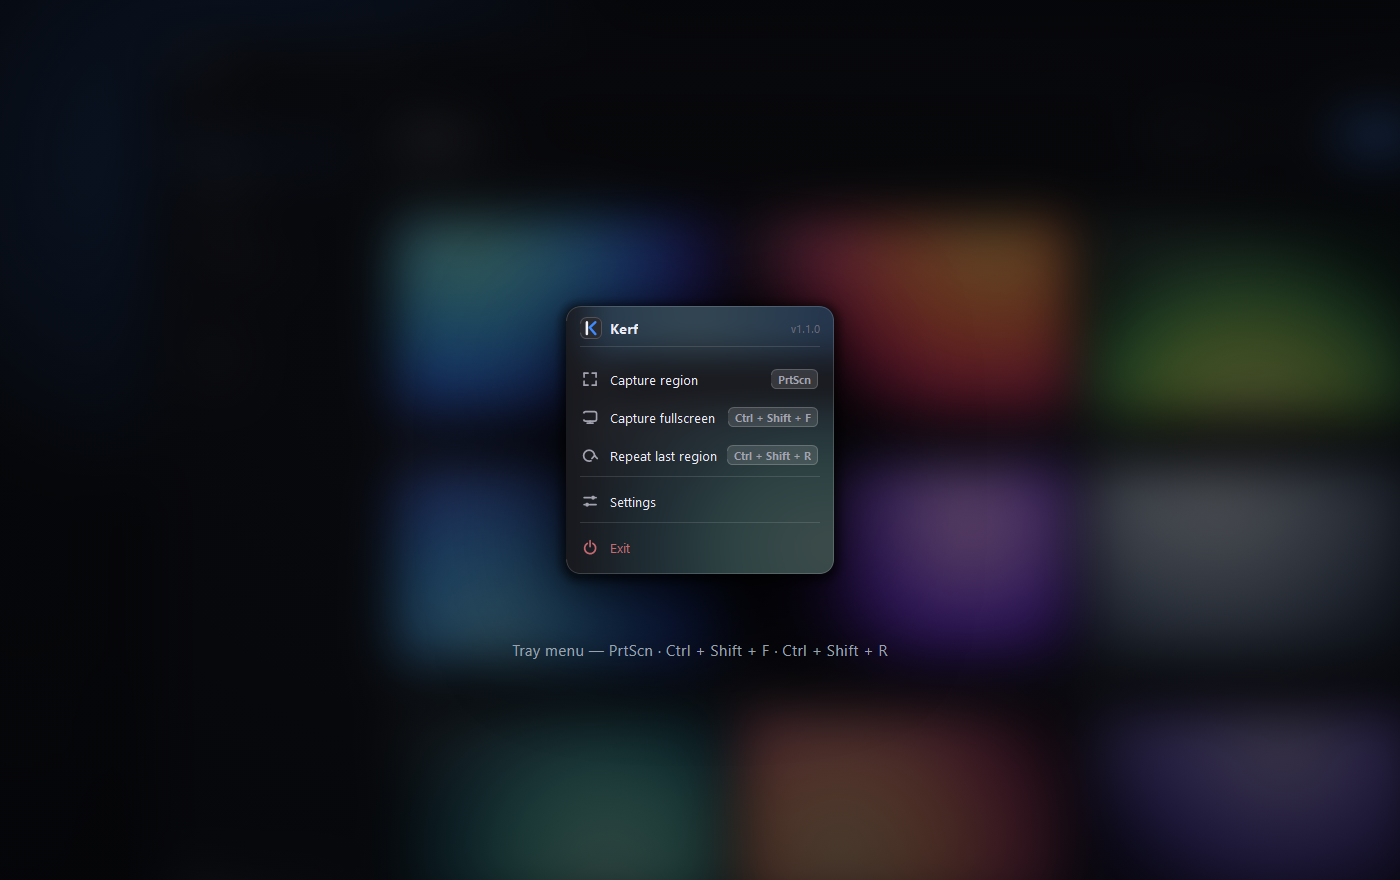 Kerf v1.1.0
Capture region PrtScn
Capture fullscreen Ctrl + Shift + F
Repeat last region Ctrl + Shift + R
Settings
Exit
Tray menu — PrtScn · Ctrl + Shift + F · Ctrl + Shift + R